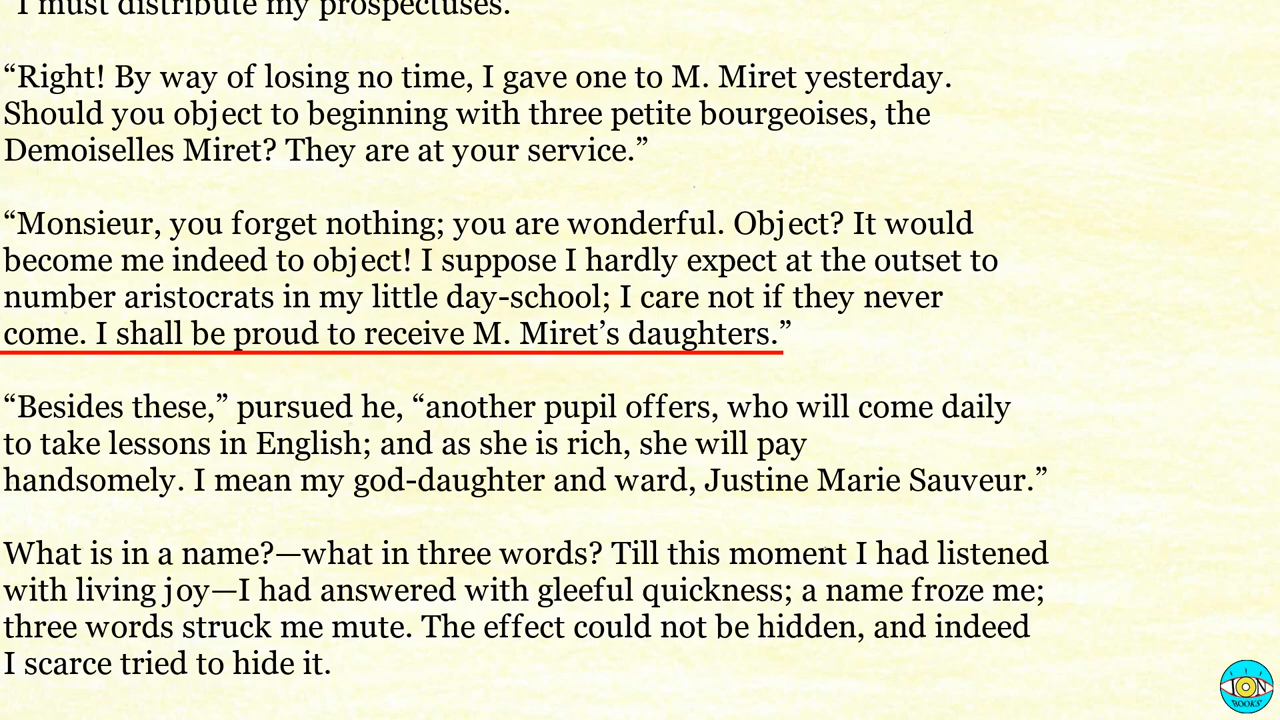 "I must distribute my prospectuses."
“Right! By way of losing no time, I gave one to M. Miret yesterday.
Should you object to beginning with three petite bourgeoises, the
Demoiselles Miret? They are at your service.”
“Monsieur, you forget nothing; you are wonderful. Object? It would
become me indeed to object! I suppose I hardly expect at the outset to
number aristocrats in my little day-school; I care not if they never
come. I shall be proud to receive M. Miret’s daughters.”
“Besides these,” pursued he, “another pupil offers, who will come daily
to take lessons in English; and as she is rich, she will pay
handsomely. I mean my god-daughter and ward, Justine Marie Sauveur.”
What is in a name?—what in three words? Till this moment I had listened
with living joy—I had answered with gleeful quickness; a name froze me;
three words struck me mute. The effect could not be hidden, and indeed
I scarce tried to hide it.
ION
BOOKS